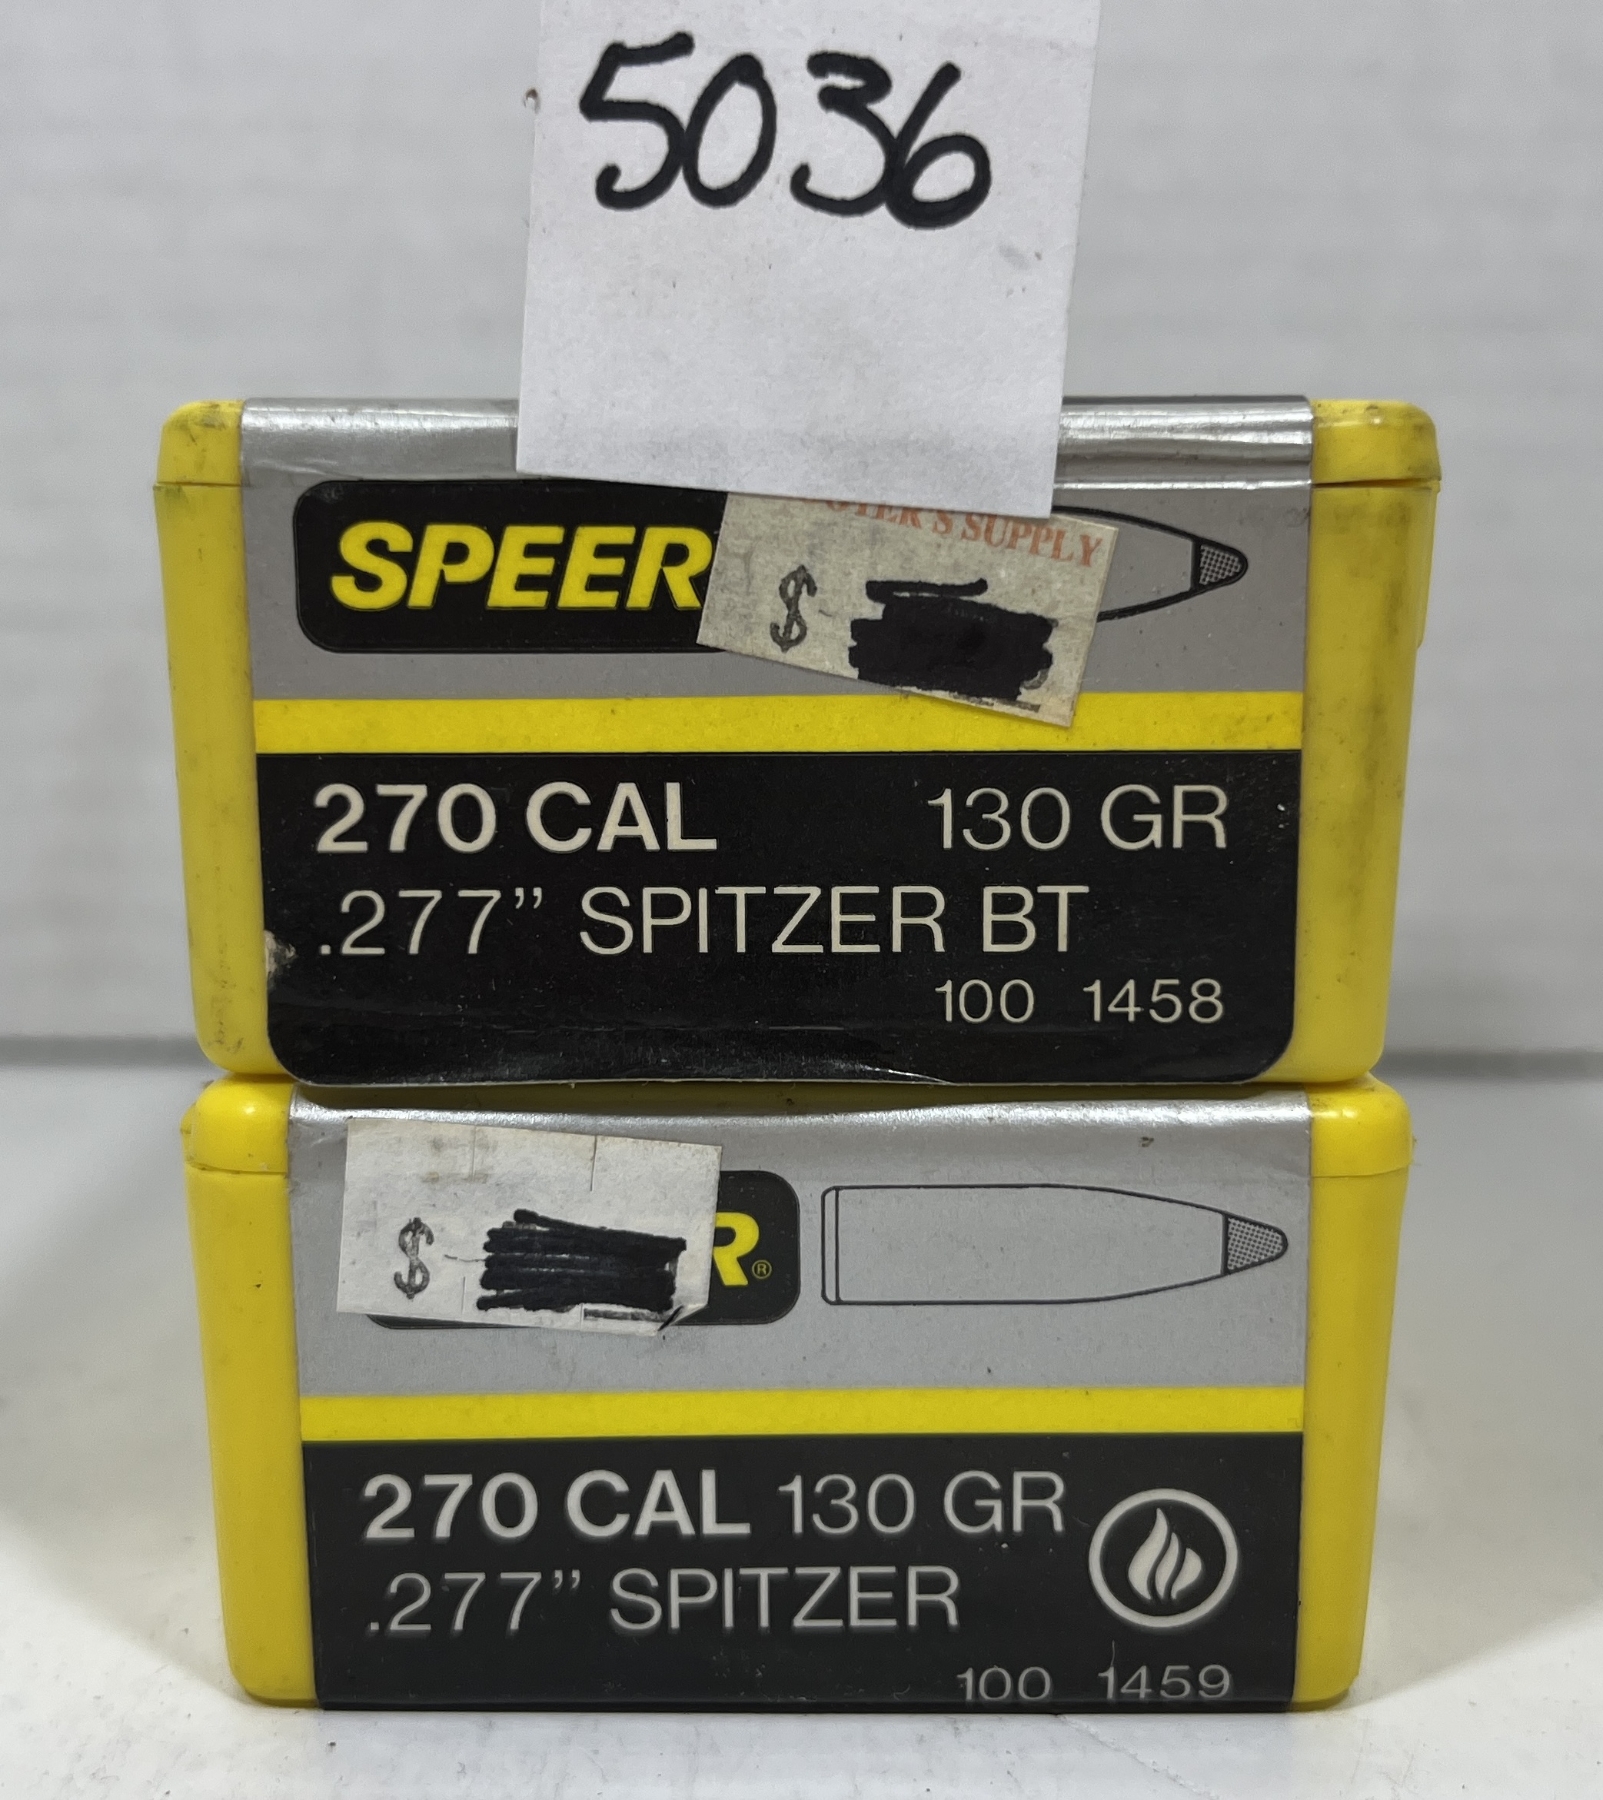 5036
SPEER
SUPPLY
$
270 CAL 130 GR
.277” SPITZER BT
100 1458
$
R®
270 CAL 130 GR
.277” SPITZER
100 1459